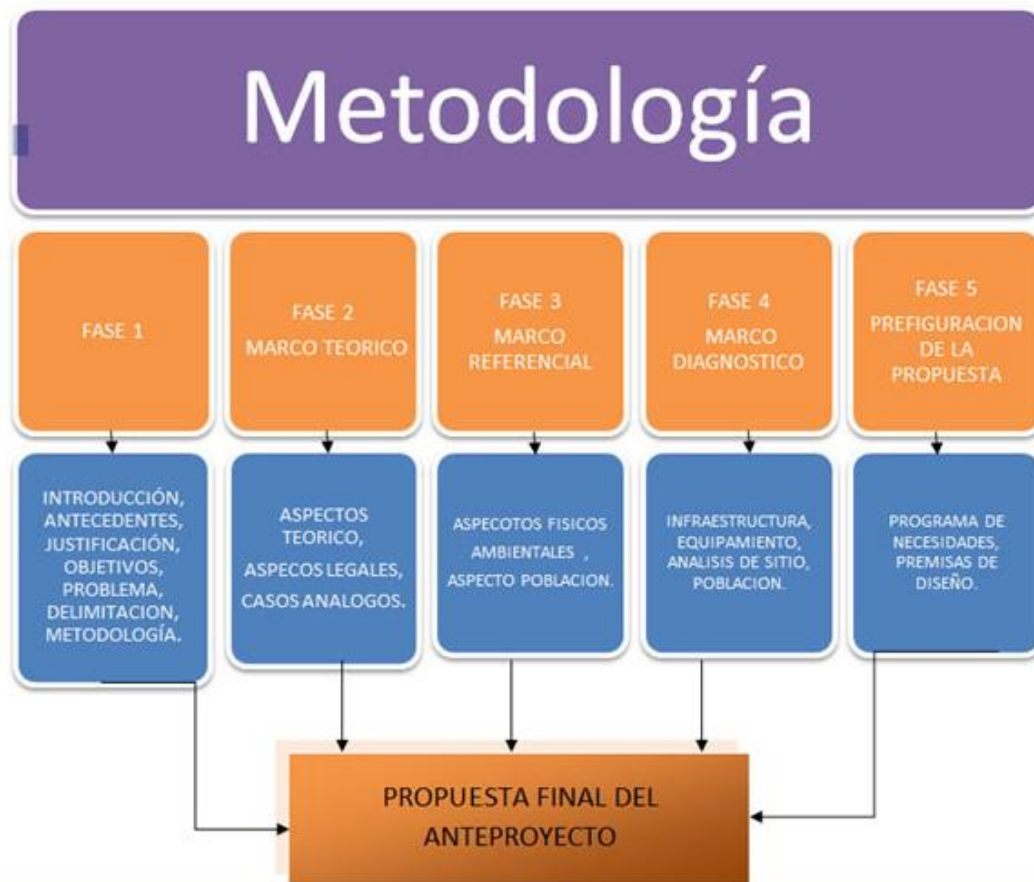 Metodología
FASE 1
FASE 2
MARCO TEORICO
FASE 3
MARCO
REFERENCIAL
FASE 4
MARCO
DIAGNOSTICO
FASE 5
PREFIGURACION
DE LA
PROPUESTA
INTRODUCCIÓN,
ANTECEDENTES,
JUSTIFICACIÓN,
OBJETIVOS,
PROBLEMA,
DELIMITACION,
METODOLOGÍA.
ASPECTOS
TEORICO,
ASPECOS LEGALES,
CASOS ANALOGOS.
ASPECOTOS FISICOS
AMBIENTALES ,
ASPECTO POBLACION.
INFRAESTRUCTURA,
EQUIPAMIENTO,
ANALISIS DE SITIO,
POBLACION.
PROGRAMA DE
NECESIDADES,
PREMISAS DE
DISEÑO.
PROPUESTA FINAL DEL
ANTEPROYECTO